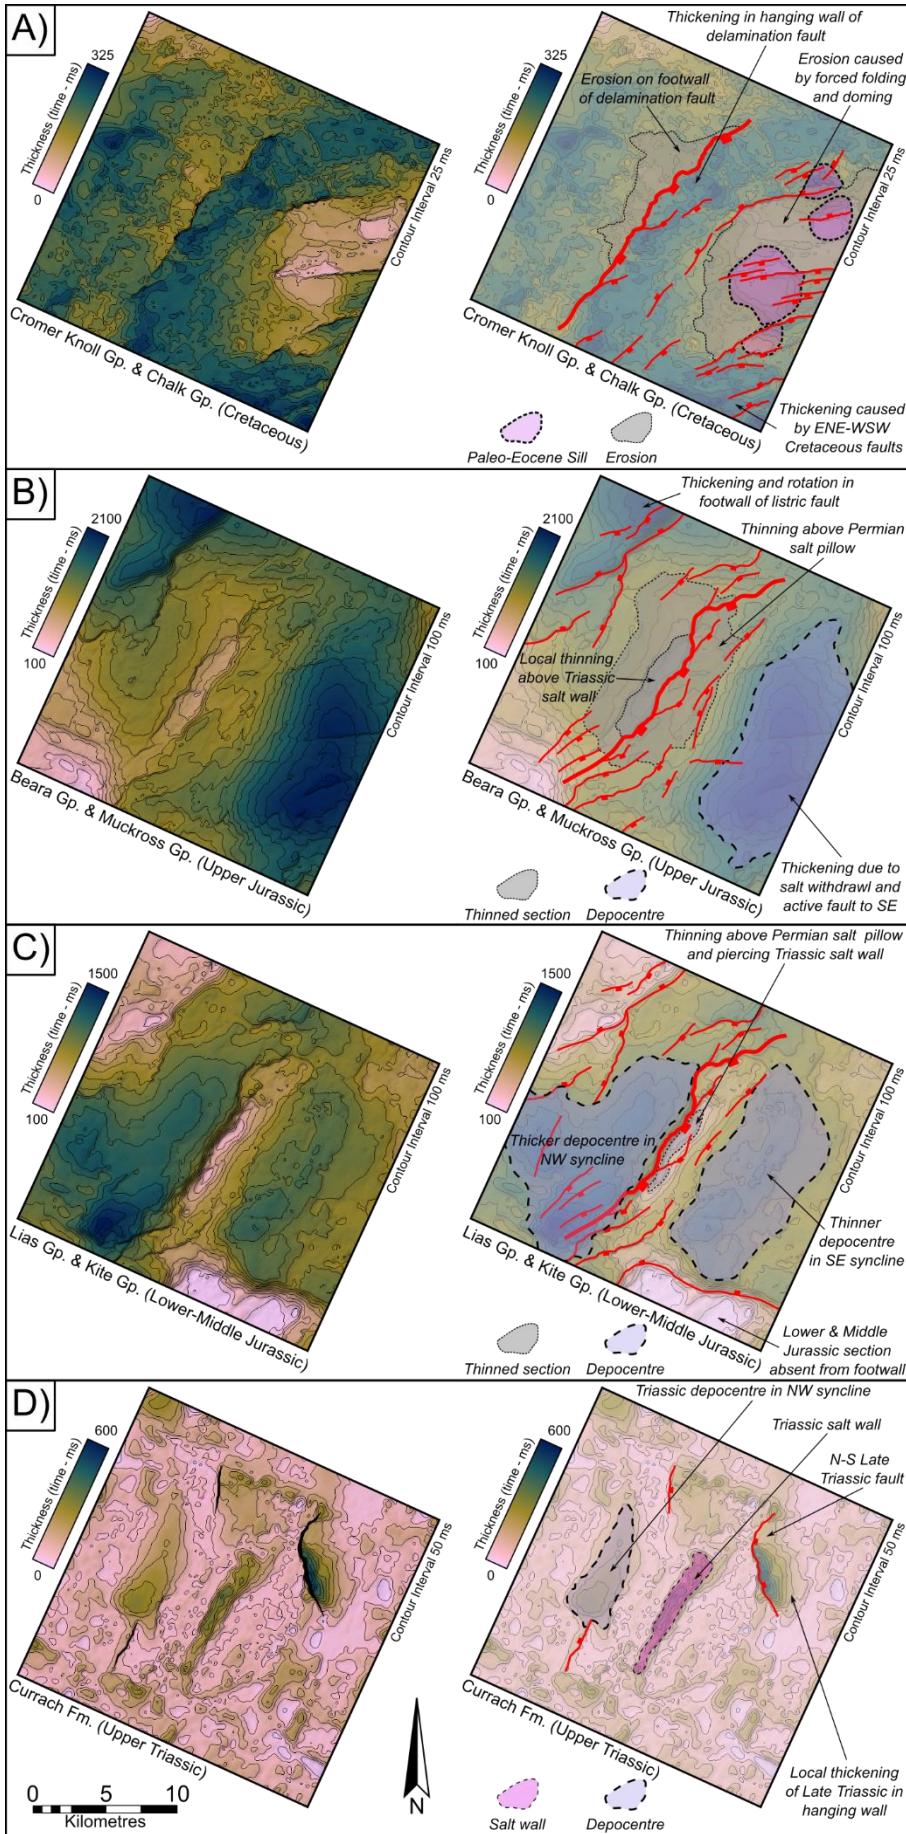 A)
325
Thickness (time - ms)
0
Contour Interval 25 ms
Cromer Knoll Gp. & Chalk Gp. (Cretaceous)
Thickening in hanging wall of
delamination fault
Erosion on footwall
of delamination fault
Erosion caused
by forced folding
and doming
325
Thickness (time - ms)
0
Contour Interval 25 ms
Cromer Knoll Gp. & Chalk Gp. (Cretaceous)
Thickening caused
by ENE-WSW
Cretaceous faults
Paleo-Eocene Sill
Erosion
B)
2100
Thickness (time - ms)
100
Contour Interval 100 ms
Beara Gp. & Muckross Gp. (Upper Jurassic)
Thickening and rotation in
footwall of listric fault
Thinning above Permian
salt pillow
2100
Thickness (time - ms)
100
Local thinning
above Triassic
salt wall
Contour Interval 100 ms
Beara Gp. & Muckross Gp. (Upper Jurassic)
Thickening due to
salt withdrawl and
active fault to SE
Thinned section
Depocentre
C)
1500
Thickness (time - ms)
100
Contour Interval 100 ms
Lias Gp. & Kite Gp. (Lower-Middle Jurassic)
Thinning above Permian salt pillow
and piercing Triassic salt wall
1500
Thickness (time - ms)
100
Thicker depocentre in
NW syncline
Contour Interval 100 ms
Thinner
depocentre
in SE syncline
Lias Gp. & Kite Gp. (Lower-Middle Jurassic)
Lower & Middle
Jurassic section
absent from footwall
Thinned section
Depocentre
D)
600
Thickness (time - ms)
0
Contour Interval 50 ms
Currach Fm. (Upper Triassic)
Triassic depocentre in NW syncline
Triassic salt wall
N-S Late
Triassic fault
600
Thickness (time - ms)
0
Contour Interval 50 ms
Currach Fm. (Upper Triassic)
Local thickening
of Late Triassic in
hanging wall
0 5 10
Kilometres
N
Salt wall
Depocentre